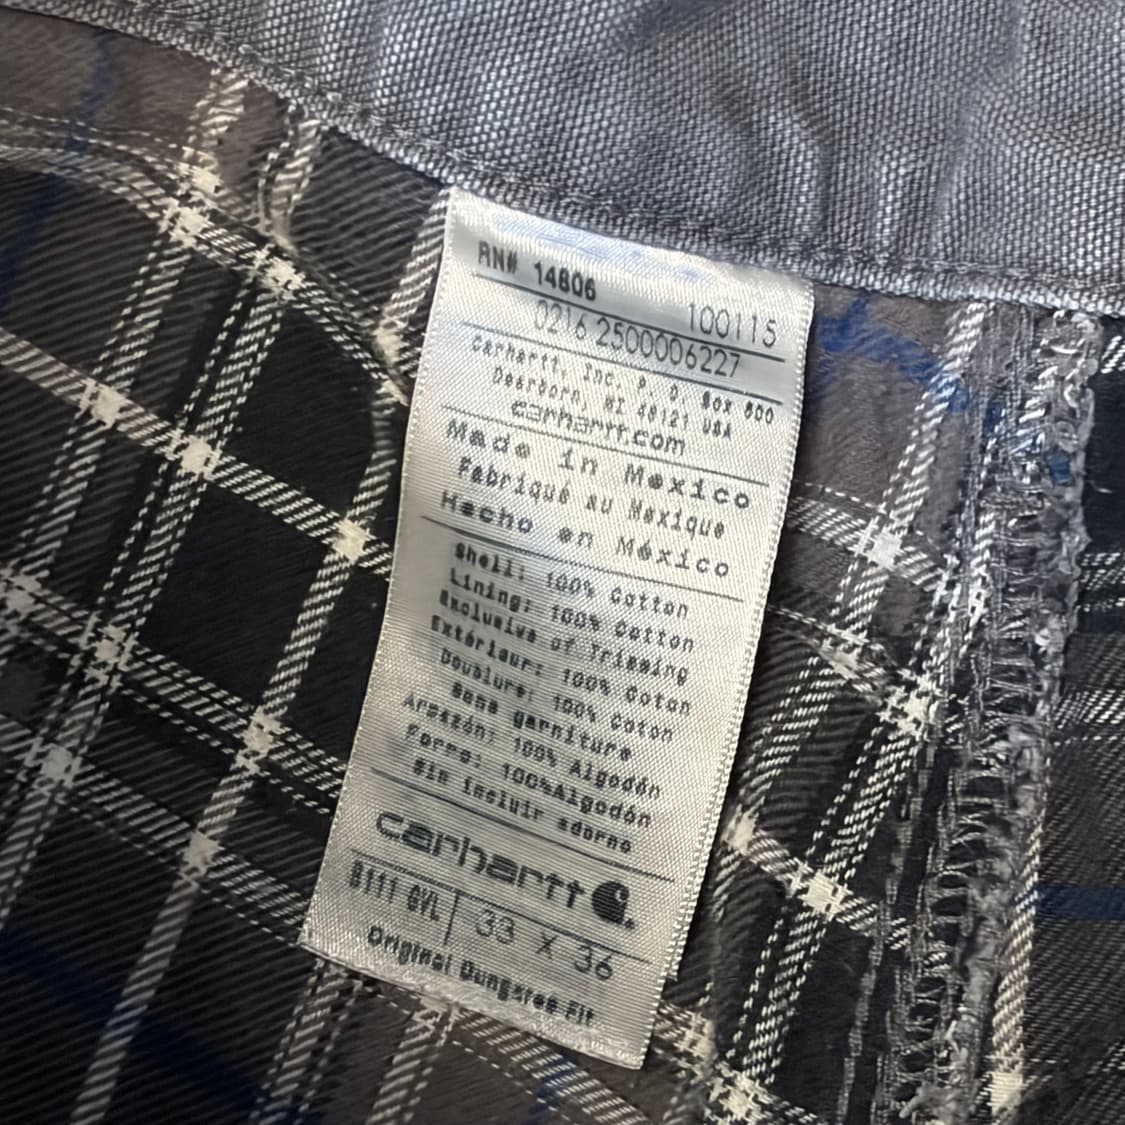 RN# 14806
100115
0216 2500006227
Carhartt, Inc. P. O. Box 600
Dearborn, MI 48121 USA
carhartt.com
Made in Mexico
Fabriqué au Mexique
Hecho en México
Shell: 100% Cotton
Lining: 100% Cotton
Exclusive of Trimming
Extérieur: 100% Coton
Doublure: 100% Coton
sans garniture
Armazón: 100% Algodón
Forro: 100%Algodón
Sin incluir adorno
carhartt
B111 GVL 33 X 36
Original Dungaree Fit